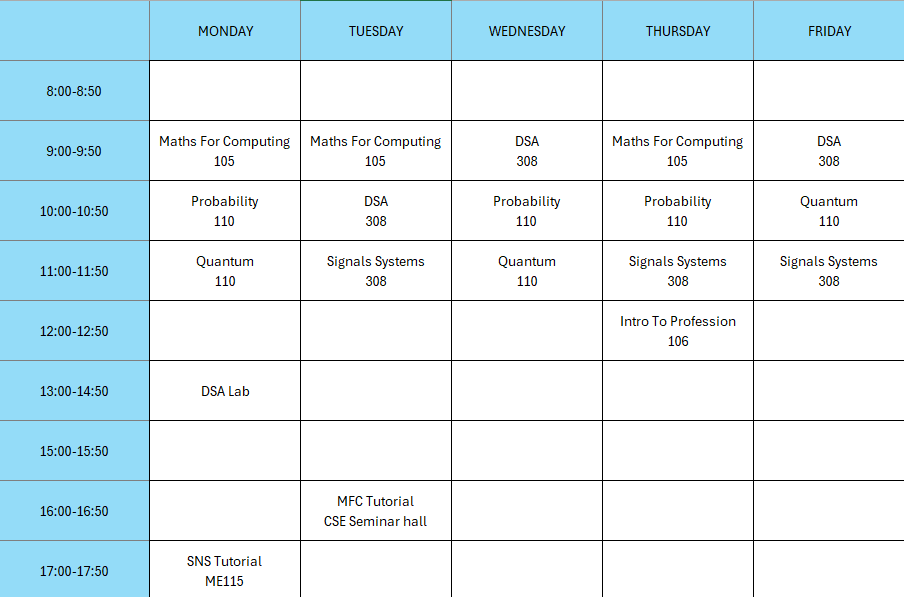 MONDAY TUESDAY WEDNESDAY THURSDAY FRIDAY
8:00-8:50
9:00-9:50
Maths For Computing
105
Maths For Computing
105
DSA
308
Maths For Computing
105
DSA
308
10:00-10:50
Probability
110
DSA
308
Probability
110
Probability
110
Quantum
110
11:00-11:50
Quantum
110
Signals Systems
308
Quantum
110
Signals Systems
308
Signals Systems
308
12:00-12:50
Intro To Profession
106
13:00-14:50
DSA Lab
15:00-15:50
16:00-16:50
MFC Tutorial
CSE Seminar hall
17:00-17:50
SNS Tutorial
ME115